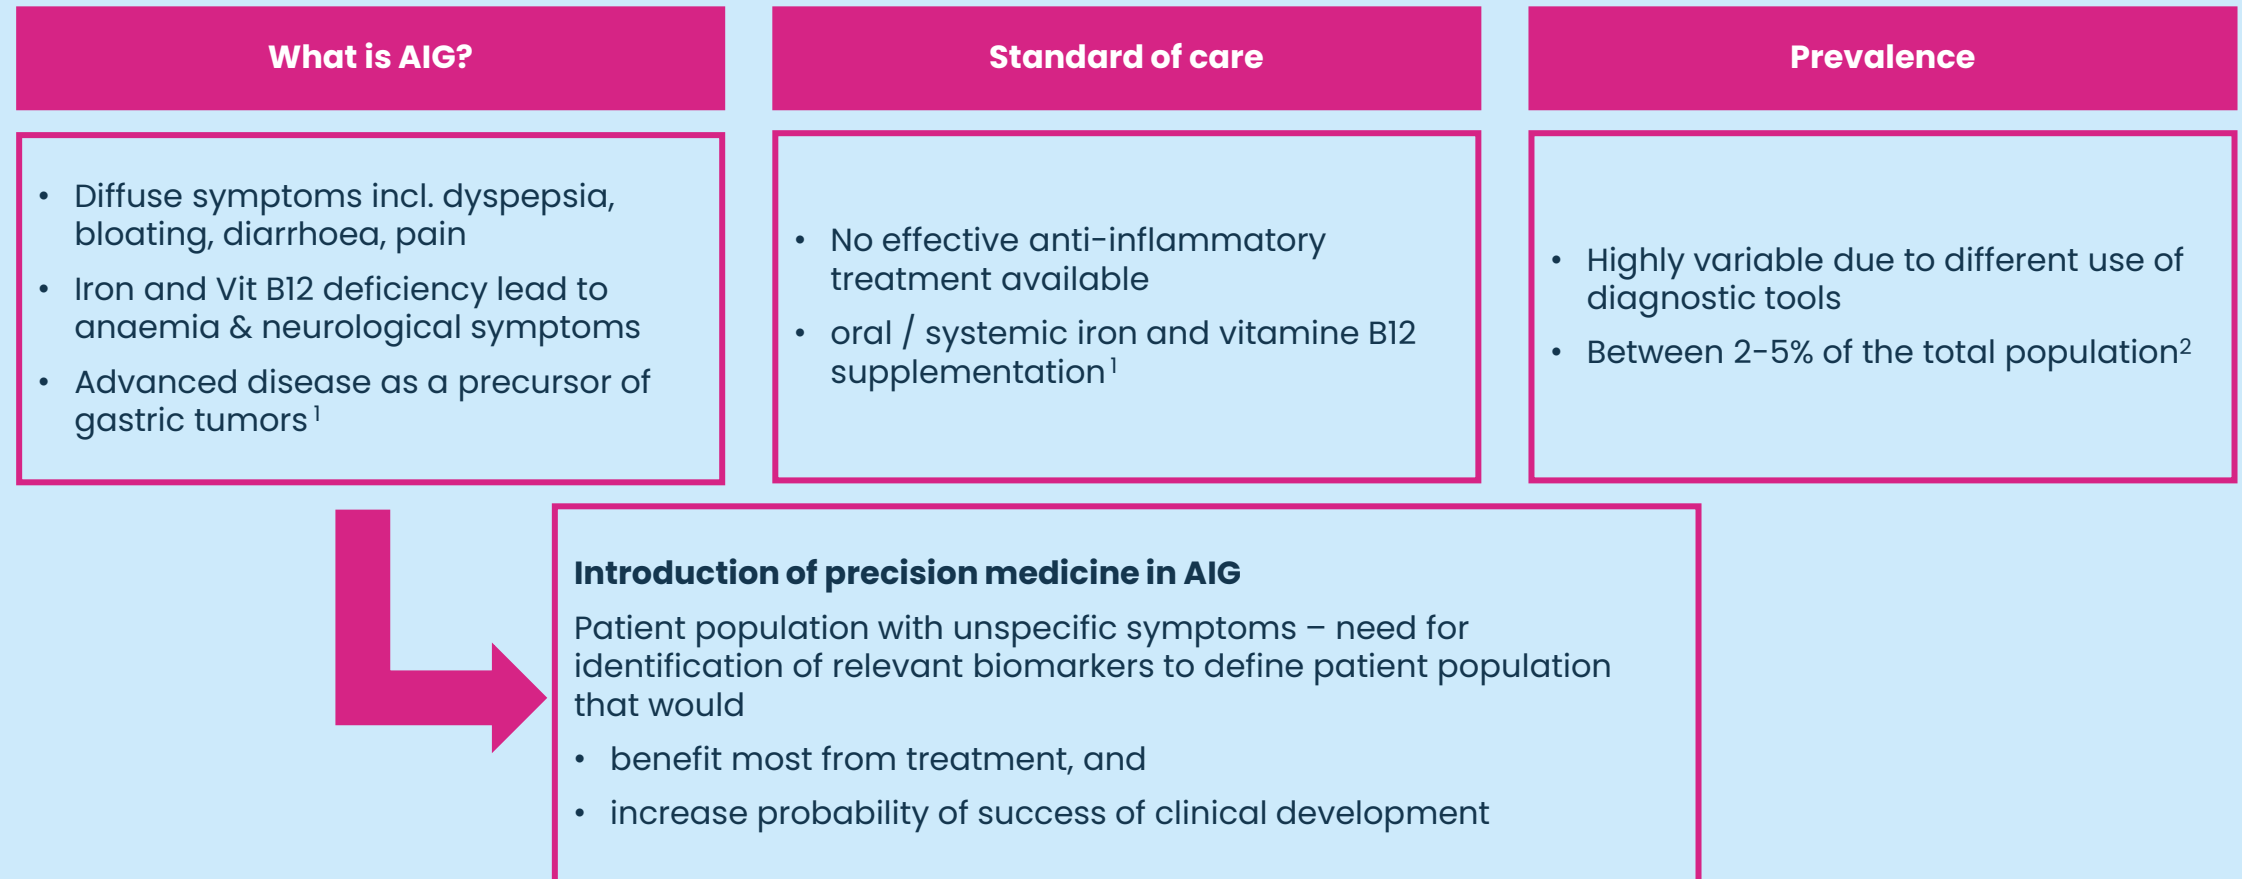 What is AIG?
• Diffuse symptoms incl. dyspepsia,
bloating, diarrhoea, pain
• Iron and Vit B12 deficiency lead to
anaemia & neurological symptoms
• Advanced disease as a precursor of
gastric tumors ¹
Standard of care
• No effective anti-inflammatory
treatment available
• oral / systemic iron and vitamine B12
supplementation ¹
Prevalence
• Highly variable due to different use of
diagnostic tools
• Between 2-5% of the total population²
Introduction of precision medicine in AIG
Patient population with unspecific symptoms – need for
identification of relevant biomarkers to define patient population
that would
• benefit most from treatment, and
• increase probability of success of clinical development